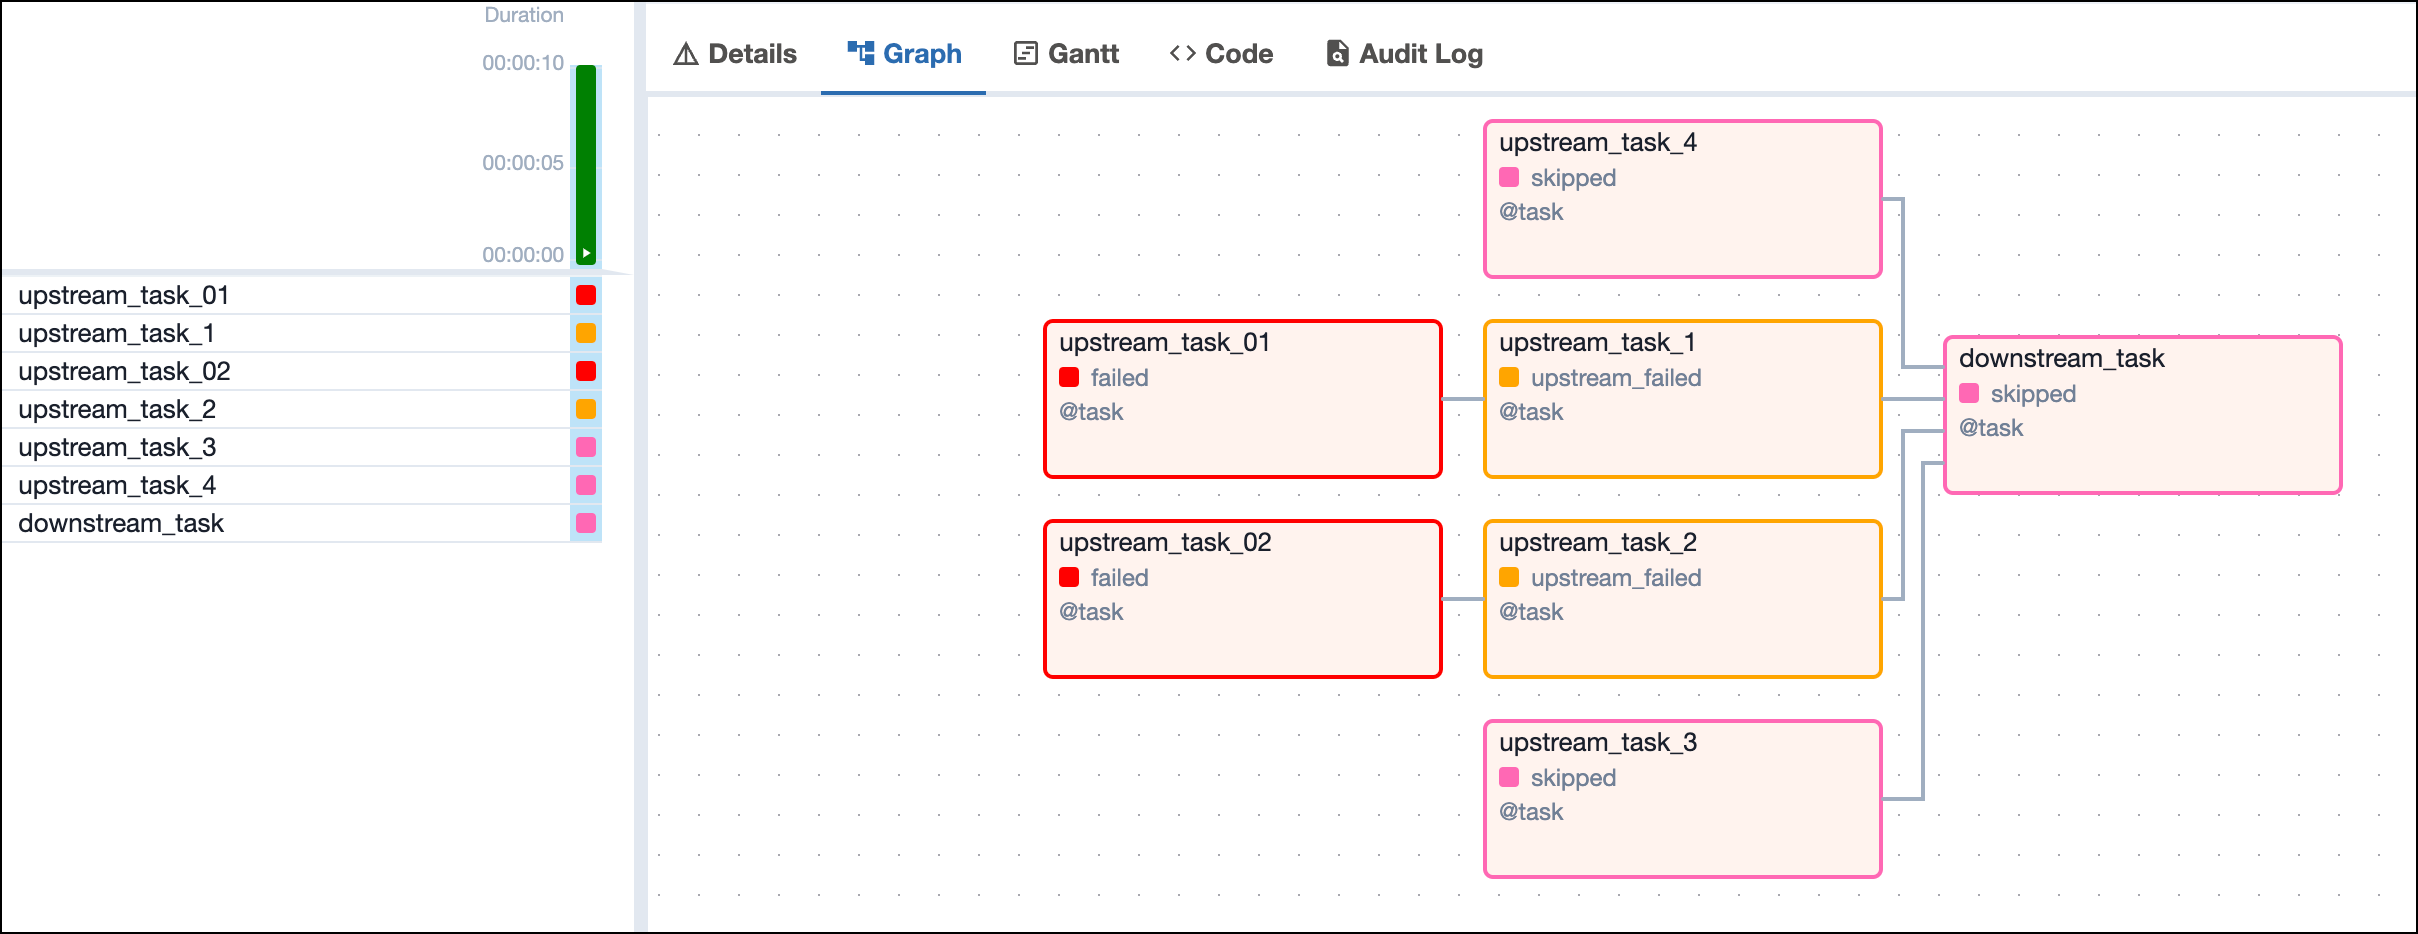 Duration
00:00:10
00:00:05
00:00:00
upstream_task_01
upstream_task_1
upstream_task_02
upstream_task_2
upstream_task_3
upstream_task_4
downstream_task
Details Graph Gantt Code Audit Log
upstream_task_4
skipped
@task
upstream_task_01
failed
@task
upstream_task_1
upstream_failed
@task
downstream_task
skipped
@task
upstream_task_02
failed
@task
upstream_task_2
upstream_failed
@task
upstream_task_3
skipped
@task